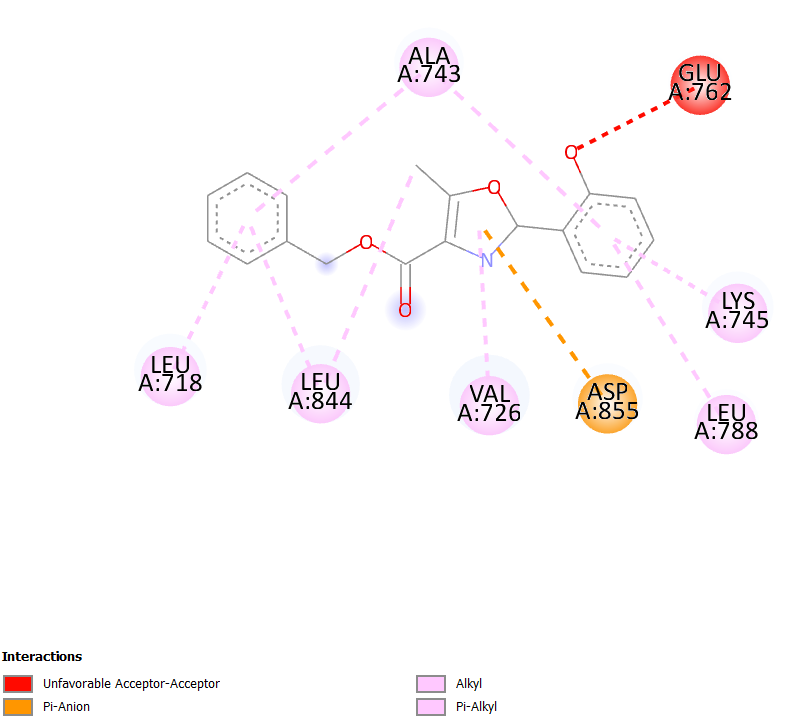 ALA
A:743
GLU
A:762
O
O
O
N
O
LYS
A:745
LEU
A:718
LEU
A:844
VAL
A:726
ASP
A:855
LEU
A:788
Interactions
Unfavorable Acceptor-Acceptor
Alkyl
Pi-Anion
Pi-Alkyl